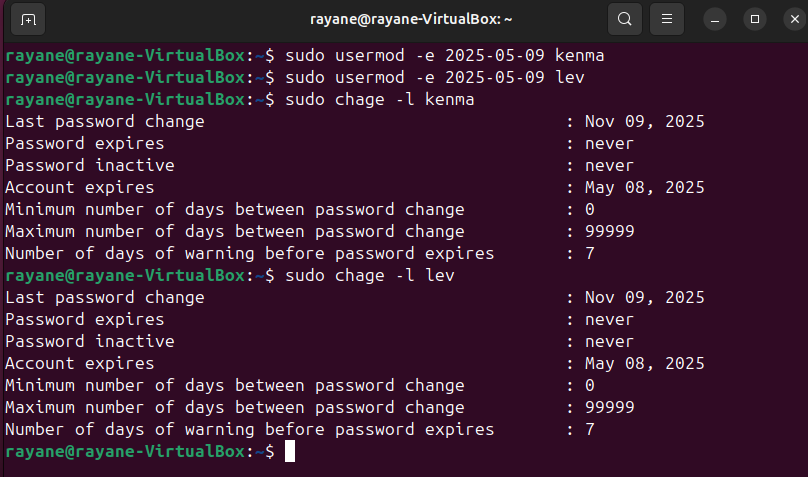 rayane@rayane-VirtualBox: ~
rayane@rayane-VirtualBox:~$ sudo usermod -e 2025-05-09 kenma
rayane@rayane-VirtualBox:~$ sudo usermod -e 2025-05-09 lev
rayane@rayane-VirtualBox:~$ sudo chage -l kenma
Last password change : Nov 09, 2025
Password expires : never
Password inactive : never
Account expires : May 08, 2025
Minimum number of days between password change : 0
Maximum number of days between password change : 99999
Number of days of warning before password expires : 7
rayane@rayane-VirtualBox:~$ sudo chage -l lev
Last password change : Nov 09, 2025
Password expires : never
Password inactive : never
Account expires : May 08, 2025
Minimum number of days between password change : 0
Maximum number of days between password change : 99999
Number of days of warning before password expires : 7
rayane@rayane-VirtualBox:~$